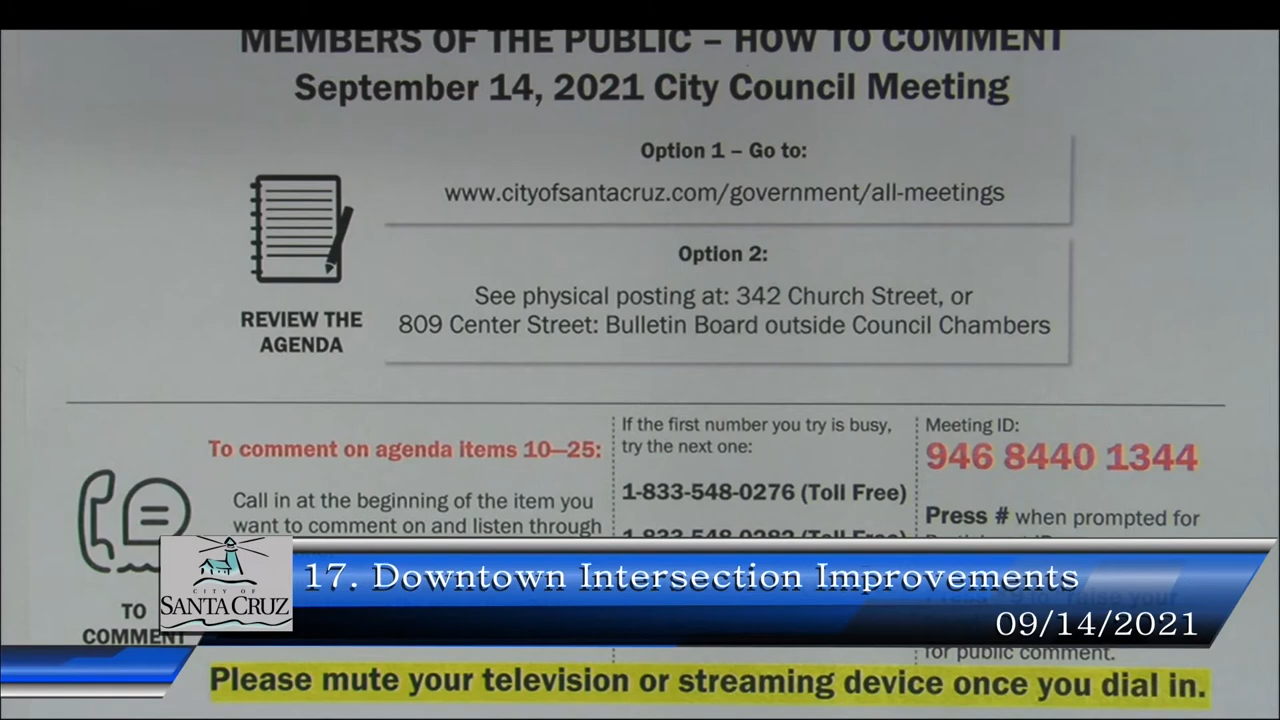 MEMBERS OF THE PUBLIC – HOW TO COMMENT
September 14, 2021 City Council Meeting
Option 1 – Go to:
www.cityofsantacruz.com/government/all-meetings
Option 2:
See physical posting at: 342 Church Street, or
809 Center Street: Bulletin Board outside Council Chambers
REVIEW THE
AGENDA
To comment on agenda items 10—25:
Call in at the beginning of the item you
want to comment on and listen through
If the first number you try is busy,
try the next one:
1-833-548-0276 (Toll Free)
1-833-548-0282 (Toll Free)
Meeting ID:
946 8440 1344
Press # when prompted for
TO
COMMENT
for public comment.
CITY OF
SANTA CRUZ
17. Downtown Intersection Improvements
09/14/2021
Please mute your television or streaming device once you dial in.